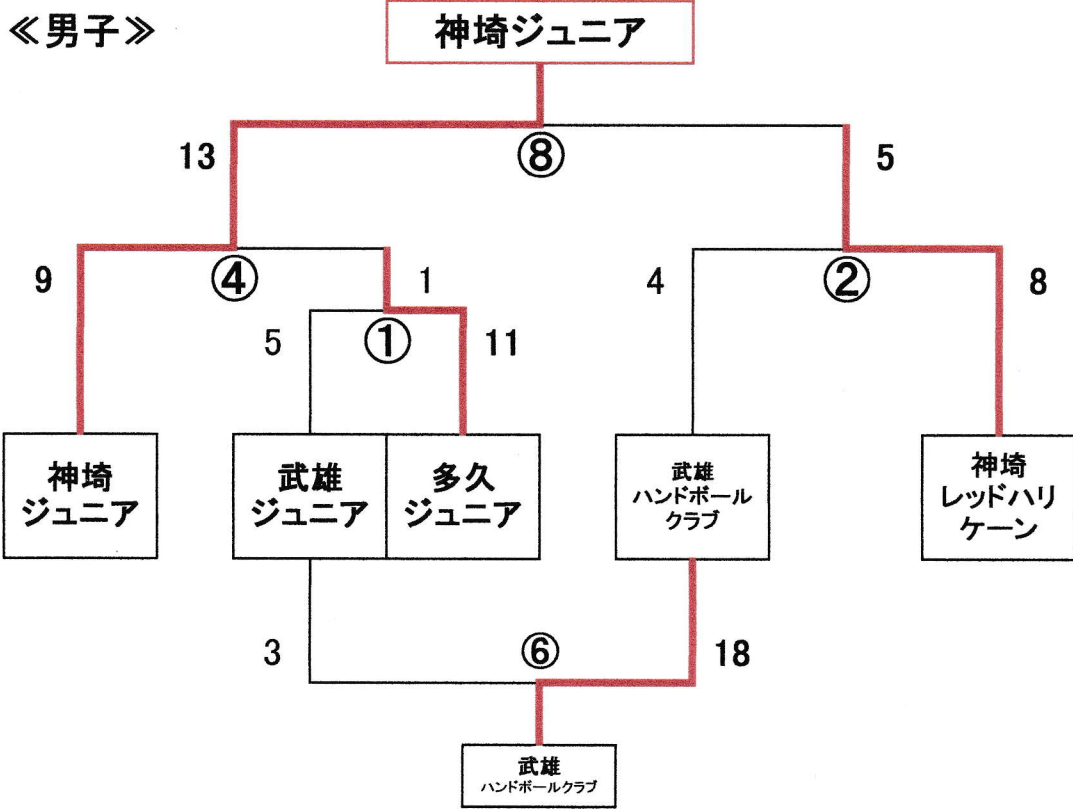 ≪男子≫
神埼ジュニア
13
⑧
5
9
④
1
4
②
8
5
①
11
神埼
ジュニア
武雄
ジュニア
多久
ジュニア
武雄
ハンドボール
クラブ
神埼
レッドハリ
ケーン
3
⑥
18
武雄
ハンドボールクラブ